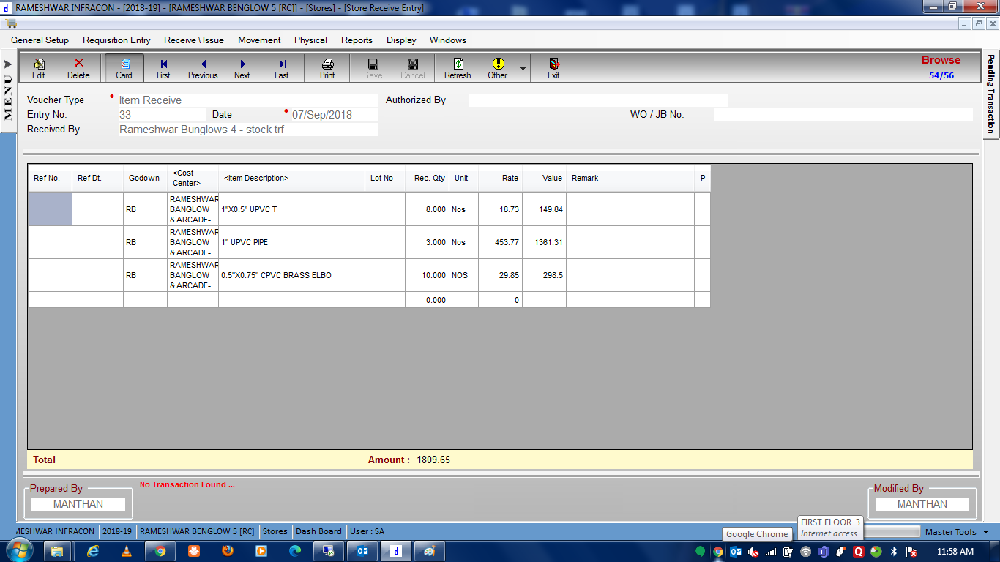 RAMESHWAR INFRACON - [2018-19] - [RAMESHWAR BENGLOW 5 [RC]] - [Stores] - [Store Receive Entry]
General Setup Requisition Entry Receive \ Issue Movement Physical Reports Display Windows
MENU
Edit Delete Card First Previous Next Last Print Save Cancel Refresh Other Exit
Browse
54/56
Pending Transaction
Voucher Type Item Receive Authorized By
Entry No. 33 Date 07/Sep/2018 WO / JB No.
Received By Rameshwar Bunglows 4 - stock trf
Ref No. Ref Dt. Godown <Cost Center> <Item Description> Lot No Rec. Qty Unit Rate Value Remark P
RB RAMESHWAR BANGLOW & ARCADE- 1"X0.5" UPVC T 8.000 Nos 18.73 149.84
RB RAMESHWAR BANGLOW & ARCADE- 1" UPVC PIPE 3.000 Nos 453.77 1361.31
RB RAMESHWAR BANGLOW & ARCADE- 0.5"X0.75" CPVC BRASS ELBO 10.000 NOS 29.85 298.5
0.000 0
Total Amount : 1809.65
Prepared By
MANTHAN
No Transaction Found ...
Modified By
MANTHAN
MESHWAR INFRACON 2018-19 RAMESHWAR BENGLOW 5 [RC] Stores Dash Board User : SA
Google Chrome
FIRST FLOOR 3
Internet access
Master Tools
11:58 AM